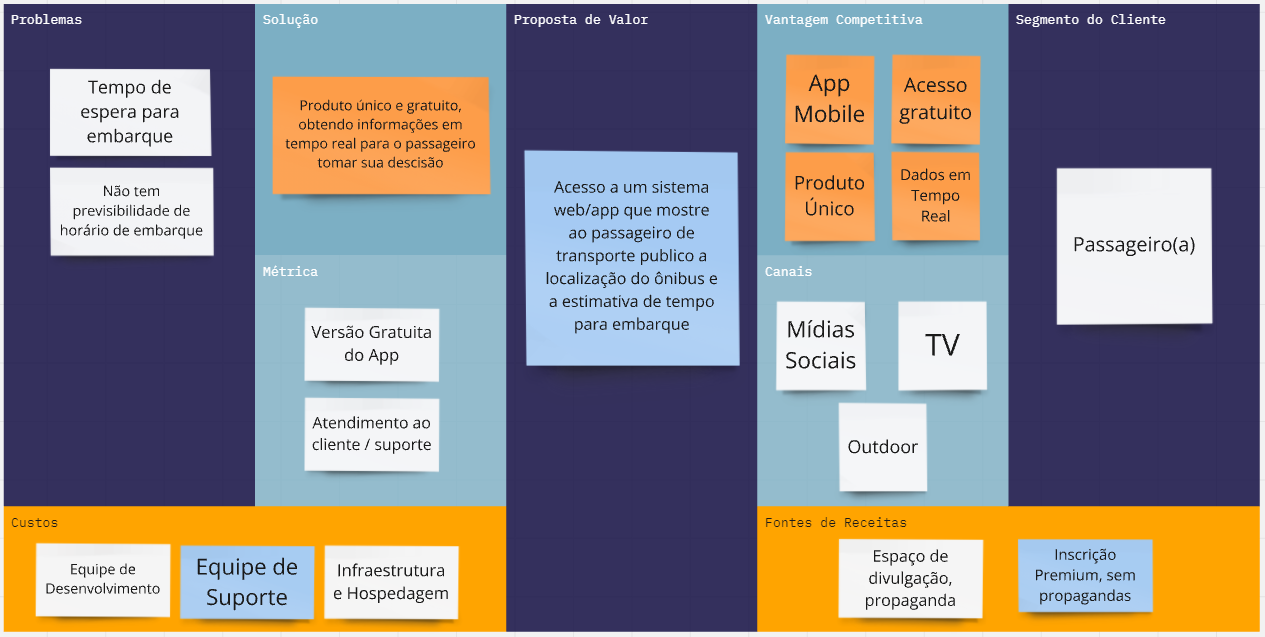 Problemas
Tempo de
espera para
embarque
Não tem
previsibilidade de
horário de embarque
Solução
Produto único e gratuito,
obtendo informações em
tempo real para o passageiro
tomar sua descisão
Métrica
Versão Gratuita
do App
Atendimento ao
cliente / suporte
Proposta de Valor
Acesso a um sistema
web/app que mostre
ao passageiro de
transporte publico a
localização do ônibus e
a estimativa de tempo
para embarque
Vantagem Competitiva
App
Mobile
Acesso
gratuito
Produto
Único
Dados em
Tempo
Real
Canais
Mídias
Sociais
TV
Outdoor
Segmento do Cliente
Passageiro(a)
Custos
Equipe de
Desenvolvimento
Equipe de
Suporte
Infraestrutura
e Hospedagem
Fontes de Receitas
Espaço de
divulgação,
propaganda
Inscrição
Premium, sem
propagandas